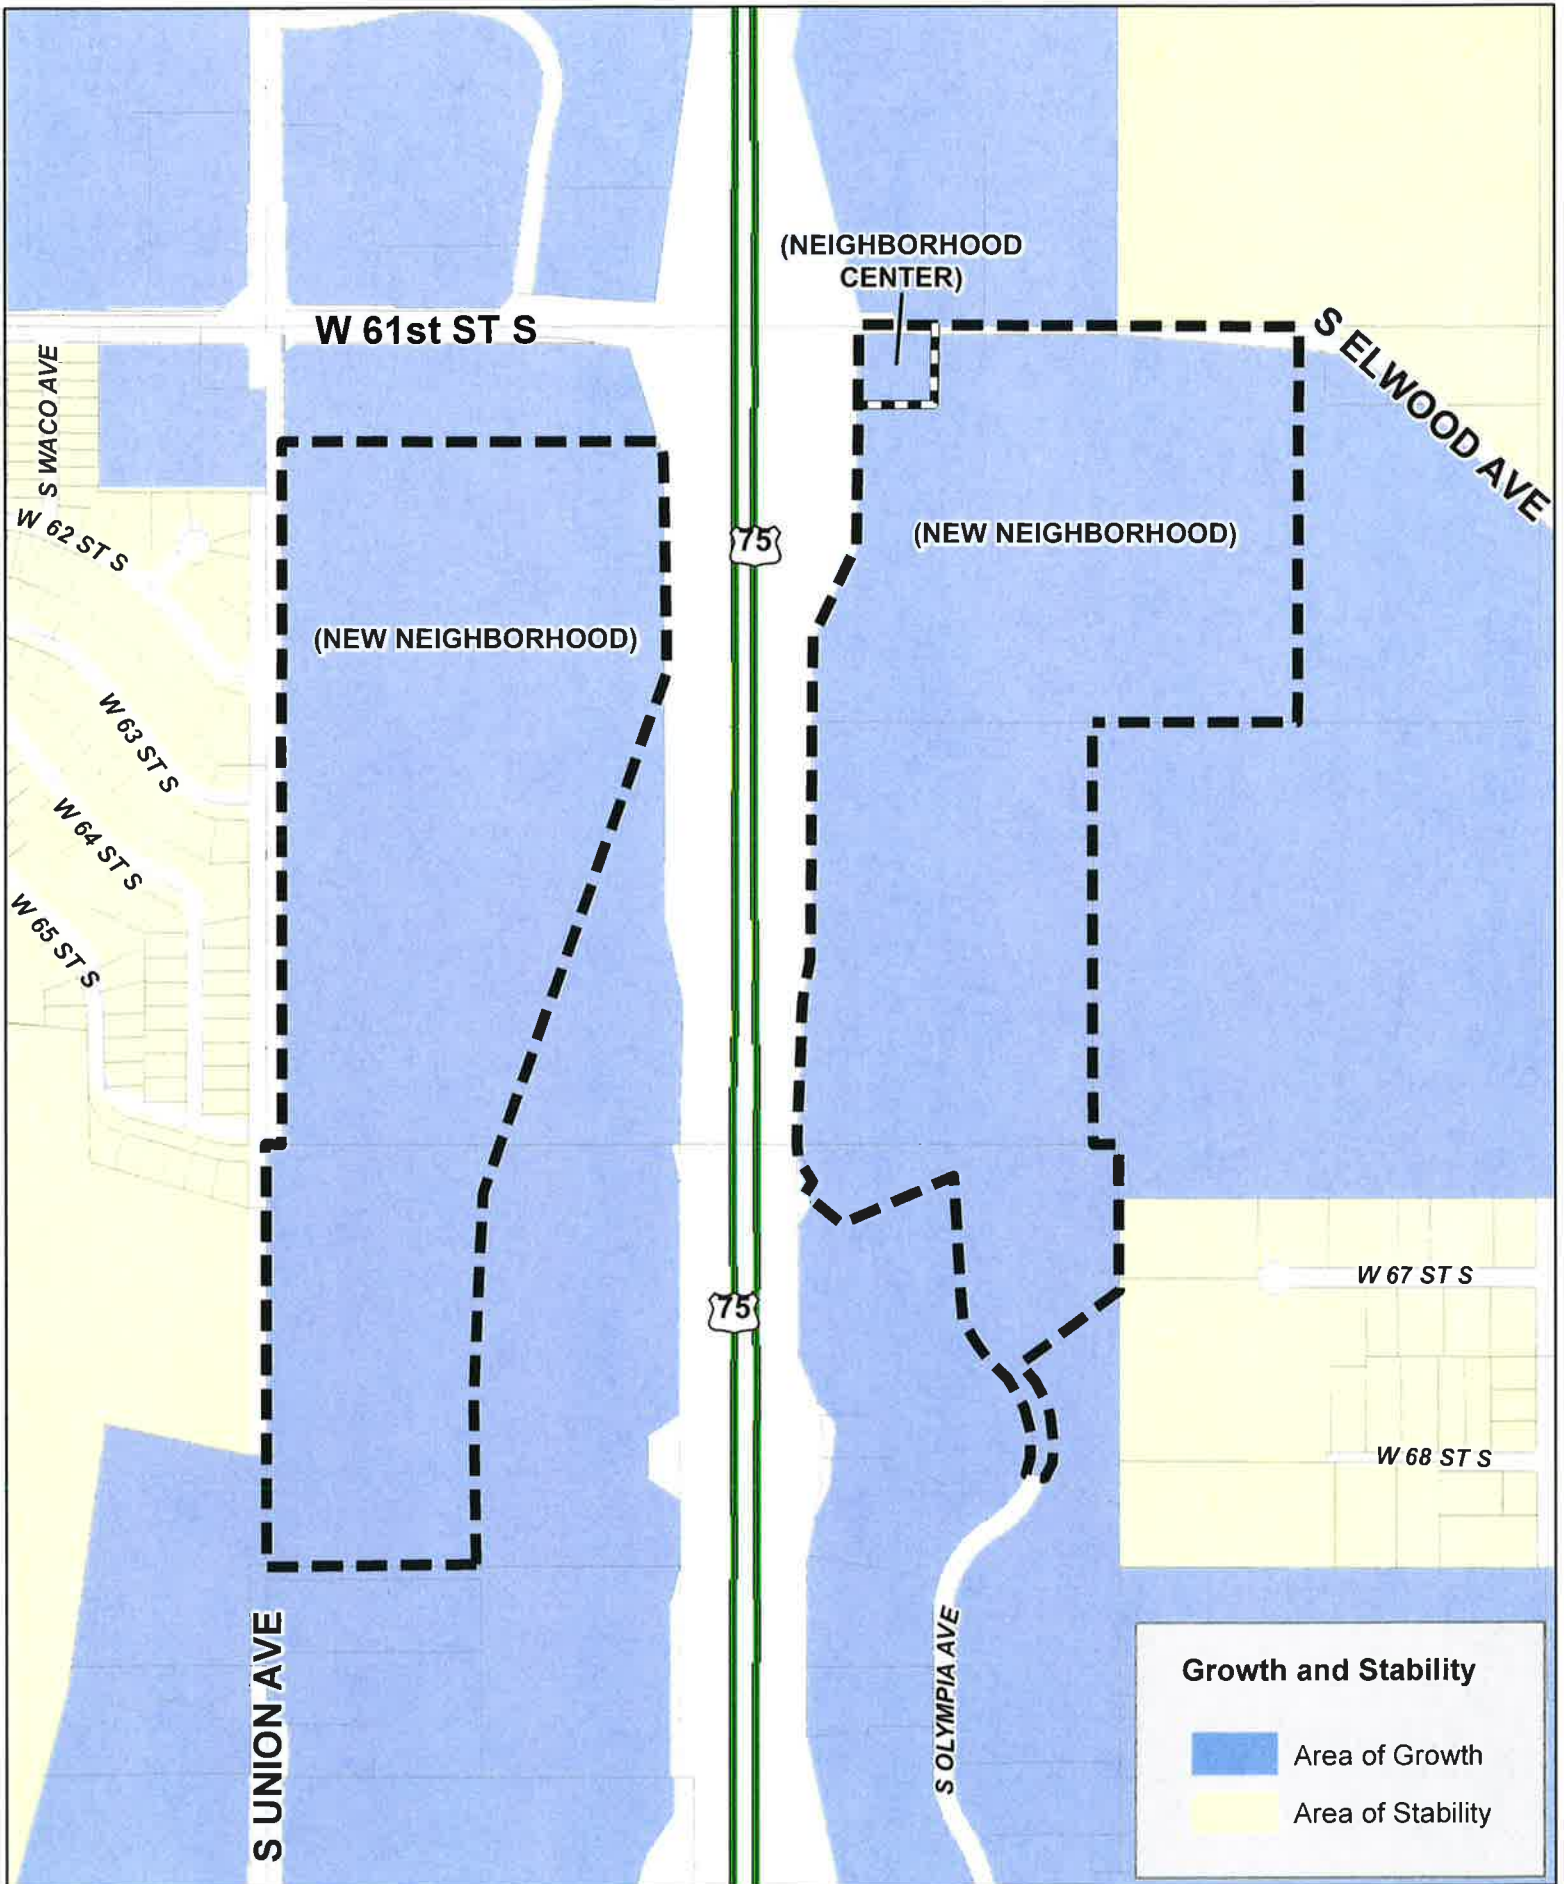 (NEIGHBORHOOD
CENTER)
W 61st ST S
S ELWOOD AVE
S WACO AVE
W 62 ST S
75
(NEW NEIGHBORHOOD)
(NEW NEIGHBORHOOD)
W 63 ST S
W 64 ST S
W 65 ST S
W 67 ST S
75
W 68 ST S
S UNION AVE
S OLYMPIA AVE
Growth and Stability
Area of Growth
Area of Stability